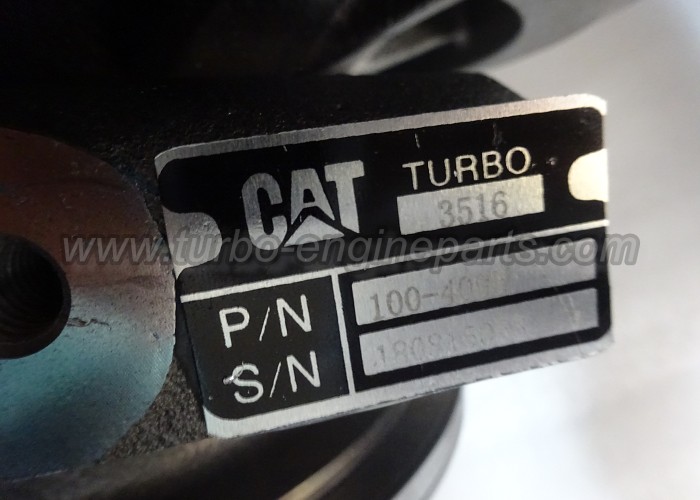 CAT TURBO
3516
www.turbo-engineparts.com
P/N
S/N